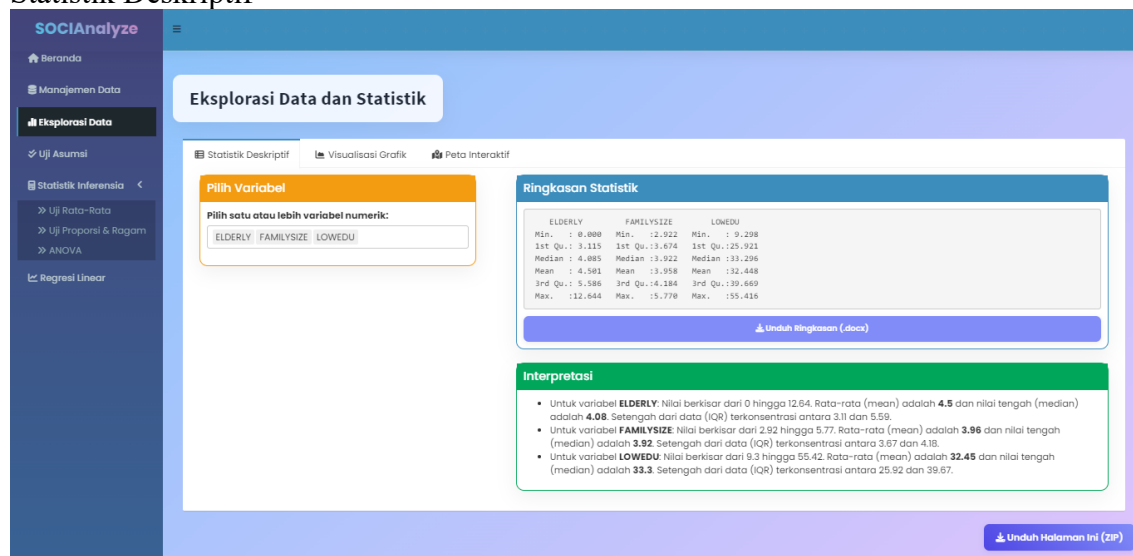 Statistik Deskriptif
SOCIAnalyze
Beranda
Manajemen Data
Eksplorasi Data
Uji Asumsi
Statistik Inferensia
Uji Rata-Rata
Uji Proporsi & Ragam
ANOVA
Regresi Linear
Eksplorasi Data dan Statistik
Statistik Deskriptif Visualisasi Grafik Peta Interaktif
Pilih Variabel
Pilih satu atau lebih variabel numerik:
ELDERLY FAMILYSIZE LOWEDU
Ringkasan Statistik
ELDERLY FAMILYSIZE LOWEDU
Min. : 0.000 Min. :2.922 Min. : 9.298
1st Qu.: 3.115 1st Qu.:3.674 1st Qu.:25.921
Median : 4.085 Median :3.922 Median :33.296
Mean : 4.501 Mean :3.958 Mean :32.448
3rd Qu.: 5.586 3rd Qu.:4.184 3rd Qu.:39.669
Max. :12.644 Max. :5.770 Max. :55.416
Unduh Ringkasan (.docx)
Interpretasi
• Untuk variabel ELDERLY: Nilai berkisar dari 0 hingga 12.64. Rata-rata (mean) adalah 4.5 dan nilai tengah (median)
adalah 4.08. Setengah dari data (IQR) terkonsentrasi antara 3.11 dan 5.59.
• Untuk variabel FAMILYSIZE: Nilai berkisar dari 2.92 hingga 5.77. Rata-rata (mean) adalah 3.96 dan nilai tengah
(median) adalah 3.92. Setengah dari data (IQR) terkonsentrasi antara 3.67 dan 4.18.
• Untuk variabel LOWEDU: Nilai berkisar dari 9.3 hingga 55.42. Rata-rata (mean) adalah 32.45 dan nilai tengah
(median) adalah 33.3. Setengah dari data (IQR) terkonsentrasi antara 25.92 dan 39.67.
Unduh Halaman Ini (ZIP)